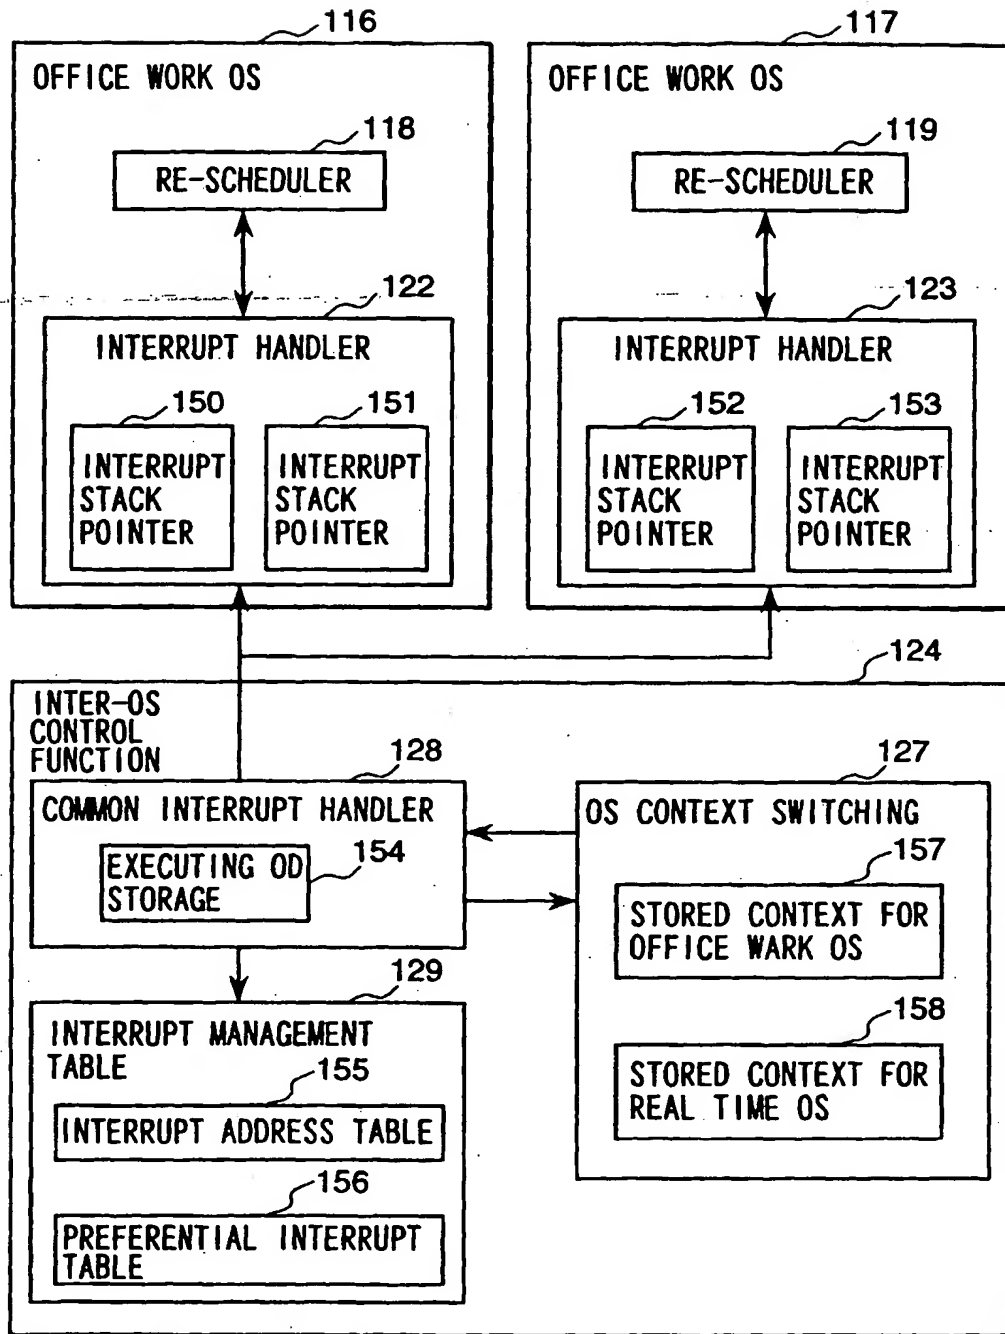 116
OFFICE WORK OS
118
RE-SCHEDULER
122
INTERRUPT HANDLER
150
INTERRUPT
STACK
POINTER
151
INTERRUPT
STACK
POINTER
117
OFFICE WORK OS
119
RE-SCHEDULER
123
INTERRUPT HANDLER
152
INTERRUPT
STACK
POINTER
153
INTERRUPT
STACK
POINTER
124
INTER-OS
CONTROL
FUNCTION
128
COMMON INTERRUPT HANDLER
EXECUTING OD
STORAGE
154
129
INTERRUPT MANAGEMENT
TABLE
155
INTERRUPT ADDRESS TABLE
156
PREFERENTIAL INTERRUPT
TABLE
127
OS CONTEXT SWITCHING
157
STORED CONTEXT FOR
OFFICE WARK OS
158
STORED CONTEXT FOR
REAL TIME OS